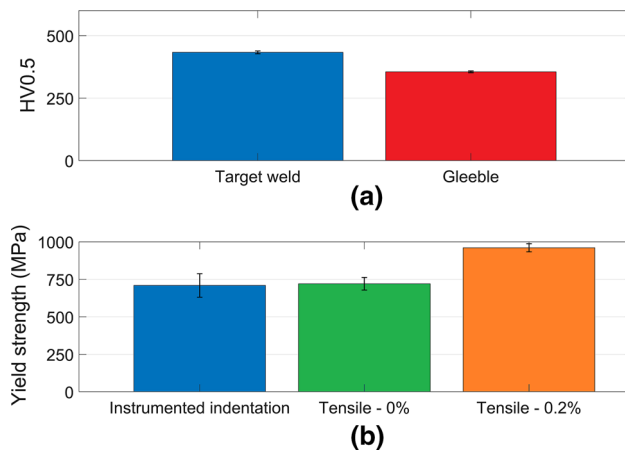 HV0.5
500
250
0
Target weld Gleeble
(a)
Yield strength (MPa)
1000
750
500
250
0
Instrumented indentation Tensile - 0% Tensile - 0.2%
(b)